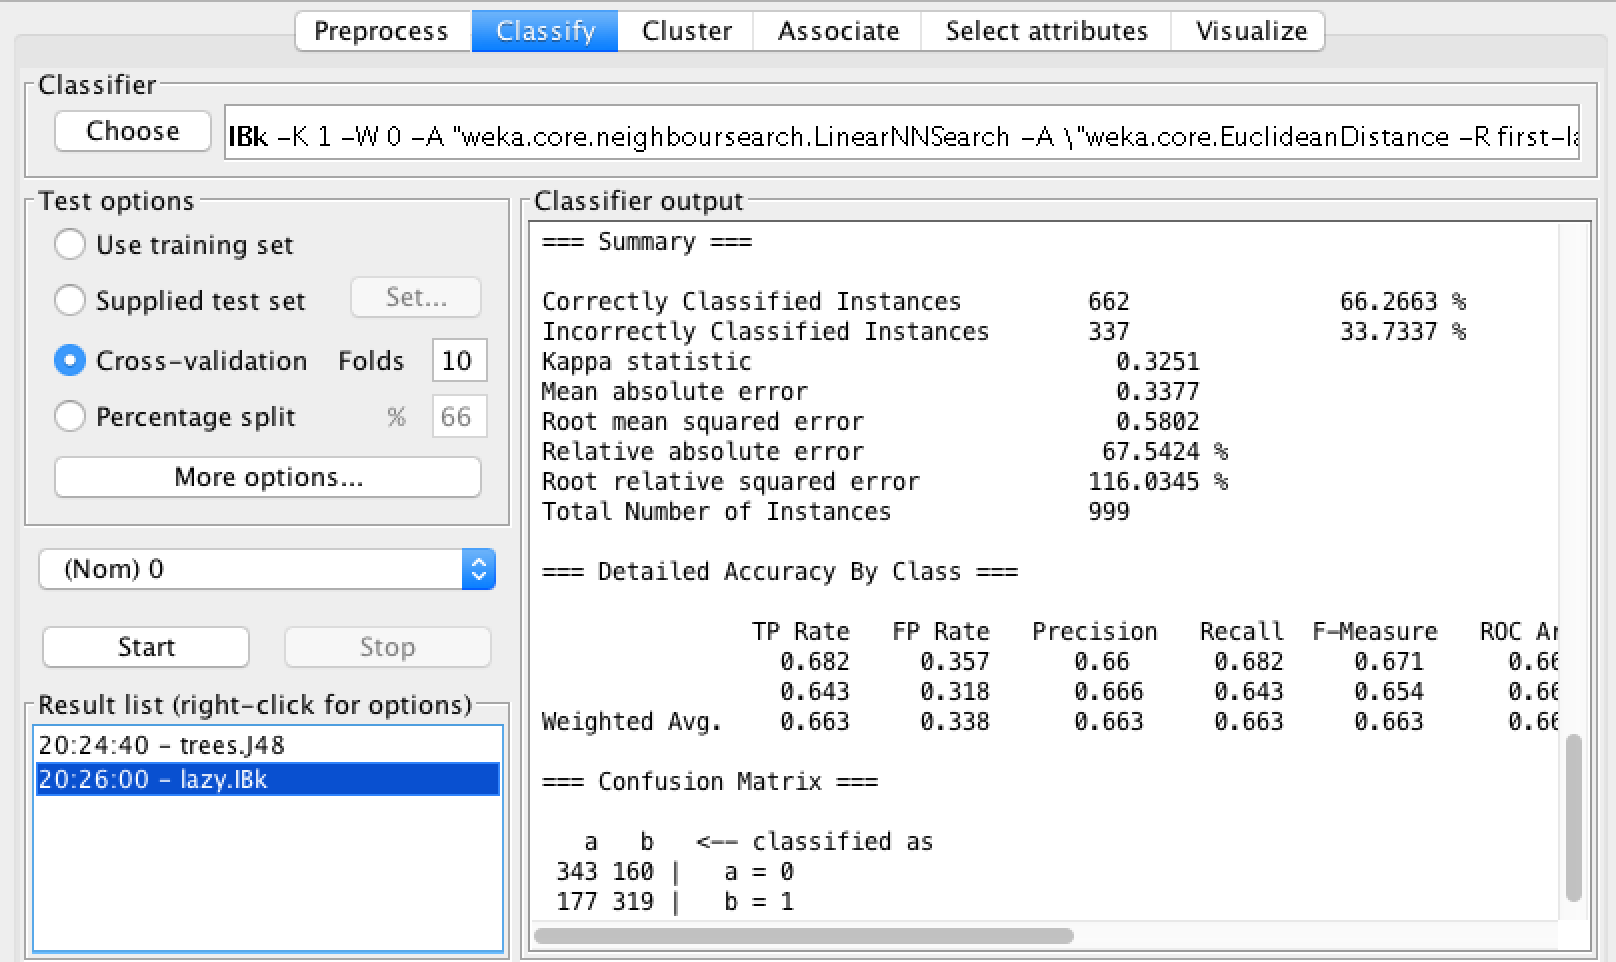 Preprocess Classify Cluster Associate Select attributes Visualize
Classifier
Choose IBk -K 1 -W 0 -A "weka.core.neighboursearch.LinearNNSearch -A \"weka.core.EuclideanDistance -R first-la
Test options
Use training set
Supplied test set Set...
Cross-validation Folds 10
Percentage split % 66
More options...
(Nom) 0
Start Stop
Result list (right-click for options)
20:24:40 - trees.J48
20:26:00 - lazy.IBk
Classifier output
=== Summary ===
Correctly Classified Instances 662 66.2663 %
Incorrectly Classified Instances 337 33.7337 %
Kappa statistic 0.3251
Mean absolute error 0.3377
Root mean squared error 0.5802
Relative absolute error 67.5424 %
Root relative squared error 116.0345 %
Total Number of Instances 999
=== Detailed Accuracy By Class ===
TP Rate FP Rate Precision Recall F-Measure ROC Ar
0.682 0.357 0.66 0.682 0.671 0.66
0.643 0.318 0.666 0.643 0.654 0.66
Weighted Avg. 0.663 0.338 0.663 0.663 0.663 0.66
=== Confusion Matrix ===
a b <-- classified as
343 160 | a = 0
177 319 | b = 1